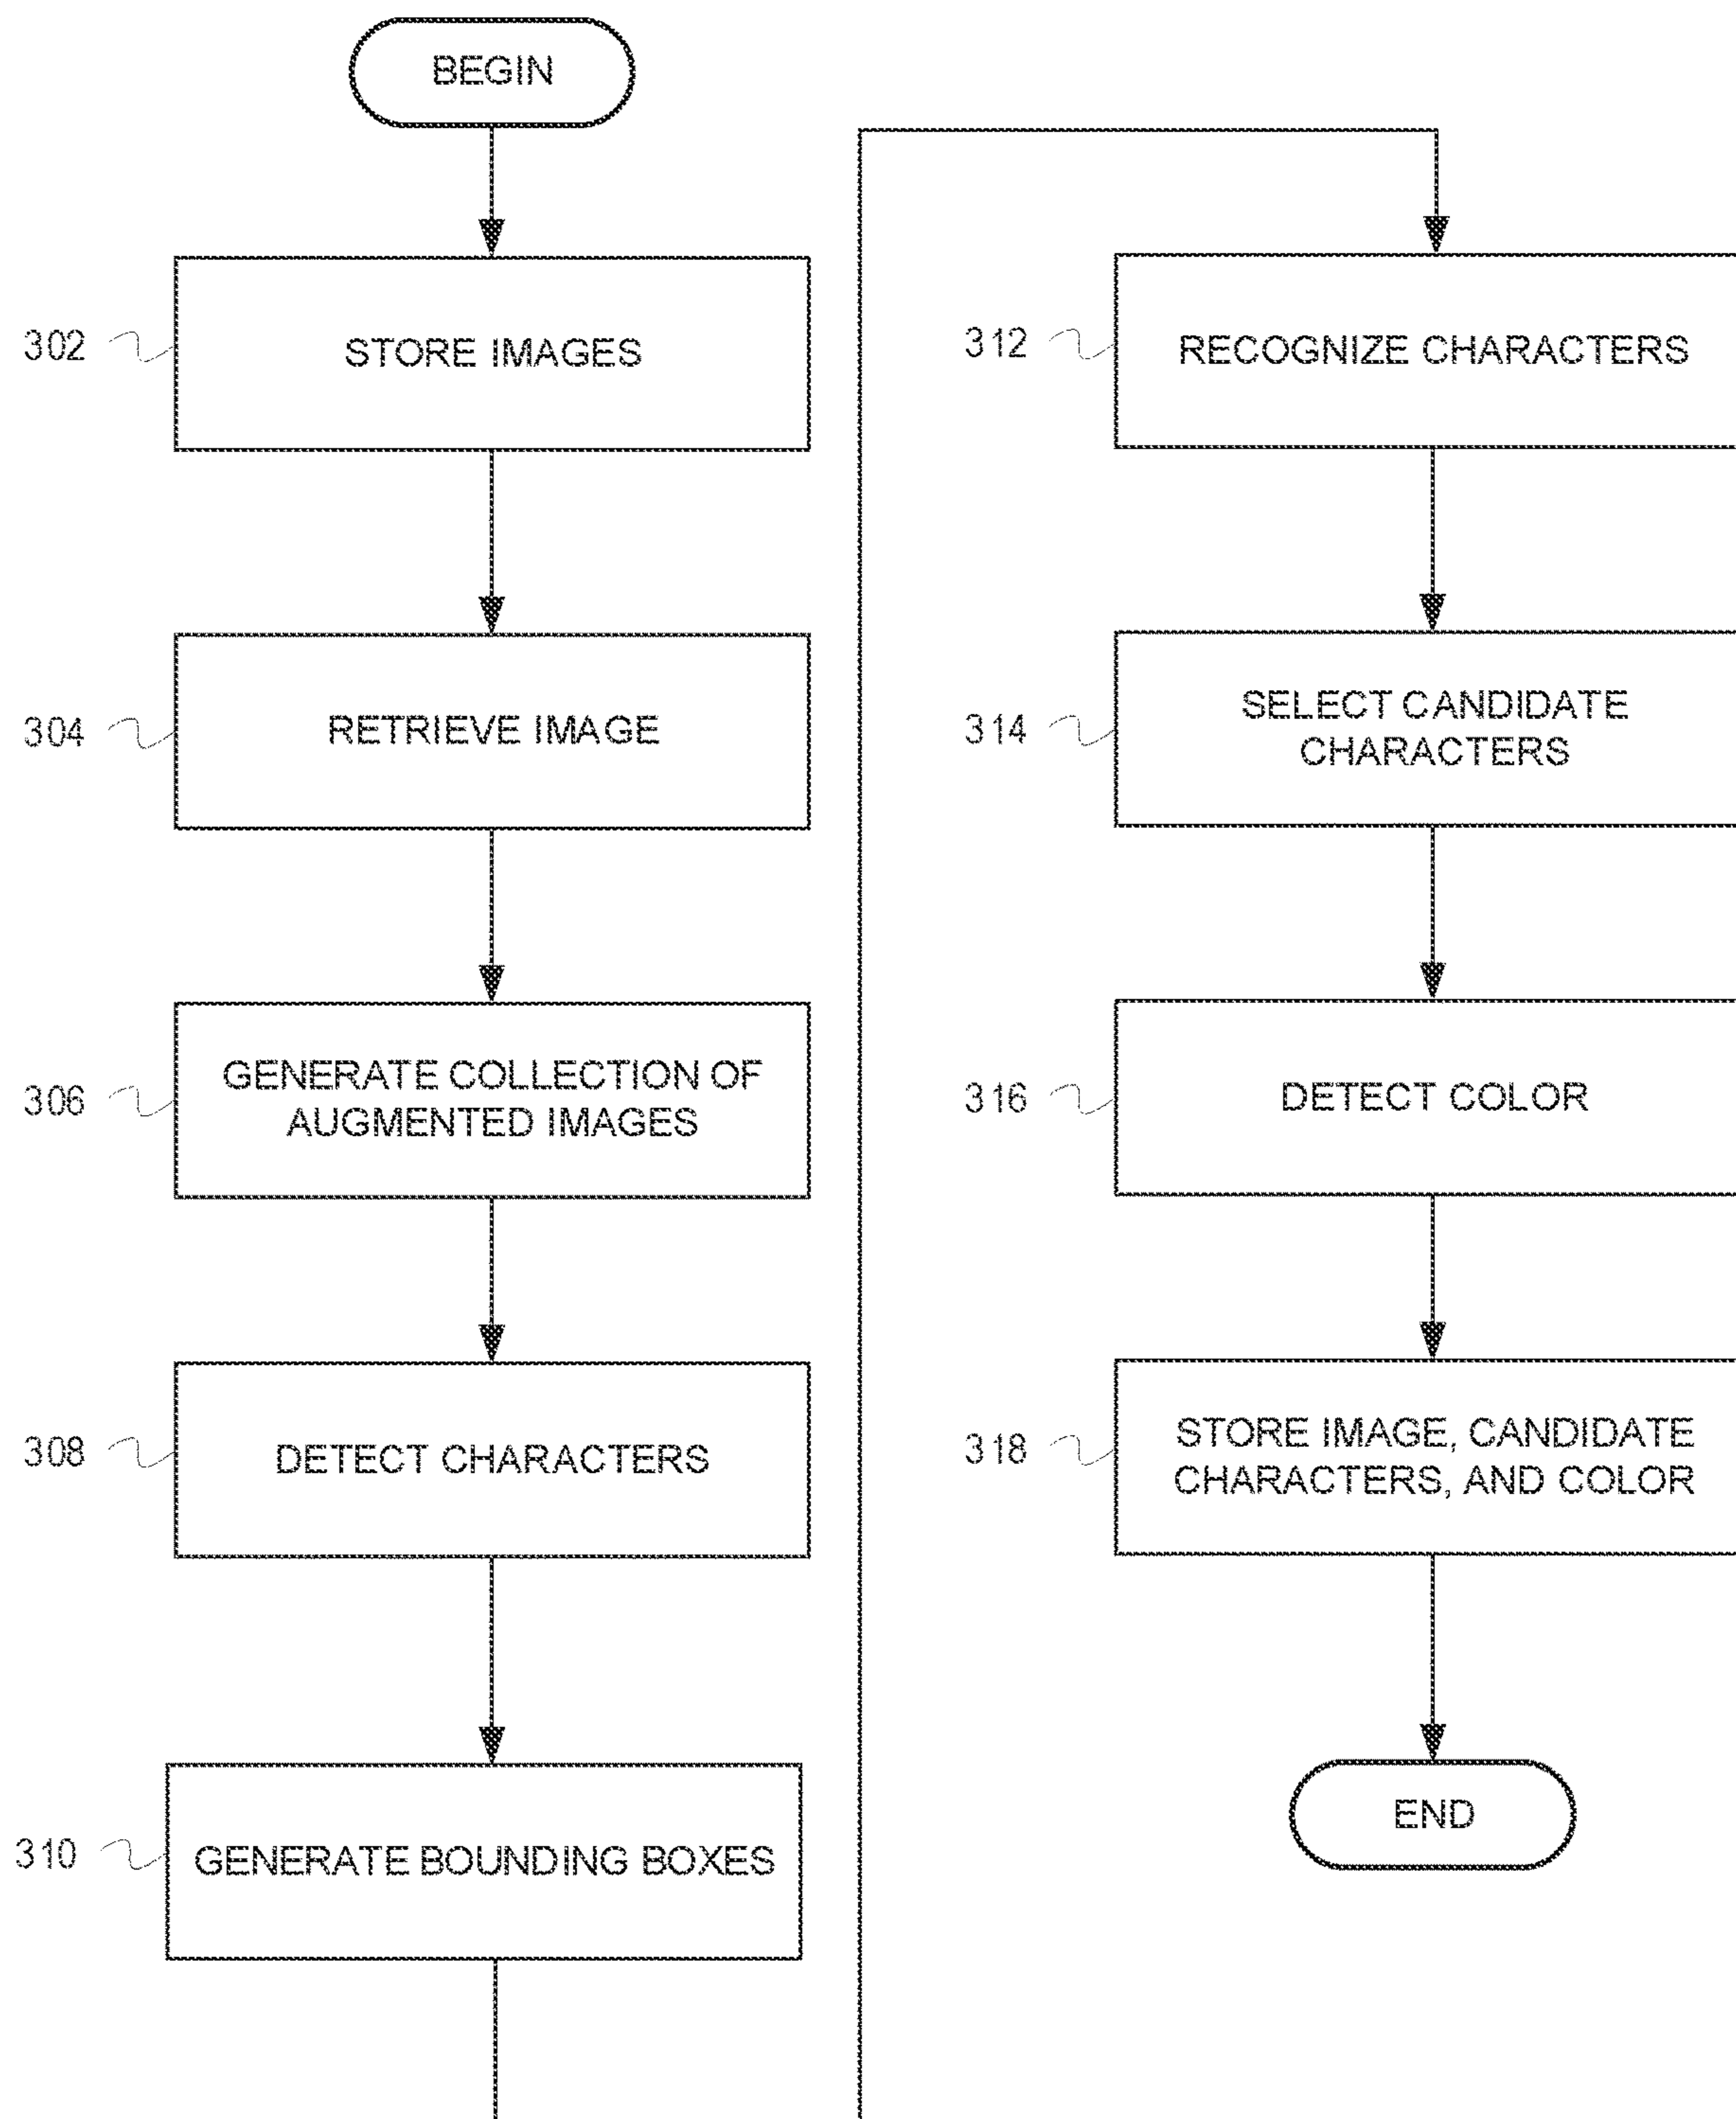 BEGIN
302
STORE IMAGES
304
RETRIEVE IMAGE
306
GENERATE COLLECTION OF
AUGMENTED IMAGES
308
DETECT CHARACTERS
310
GENERATE BOUNDING BOXES
312
RECOGNIZE CHARACTERS
314
SELECT CANDIDATE
CHARACTERS
316
DETECT COLOR
318
STORE IMAGE, CANDIDATE
CHARACTERS, AND COLOR
END